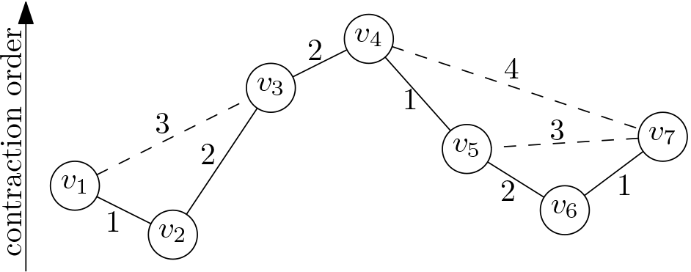 contraction order
v₁
v₂
v₃
v₄
v₅
v₆
v₇
3
1
2
2
1
4
3
2
1